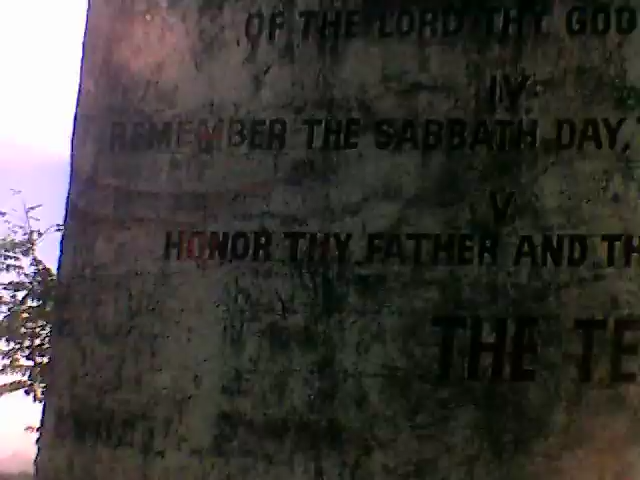 OF THE LORD THY GOD
IV
REMEMBER THE SABBATH DAY,
V
HONOR THY FATHER AND TH
THE TE